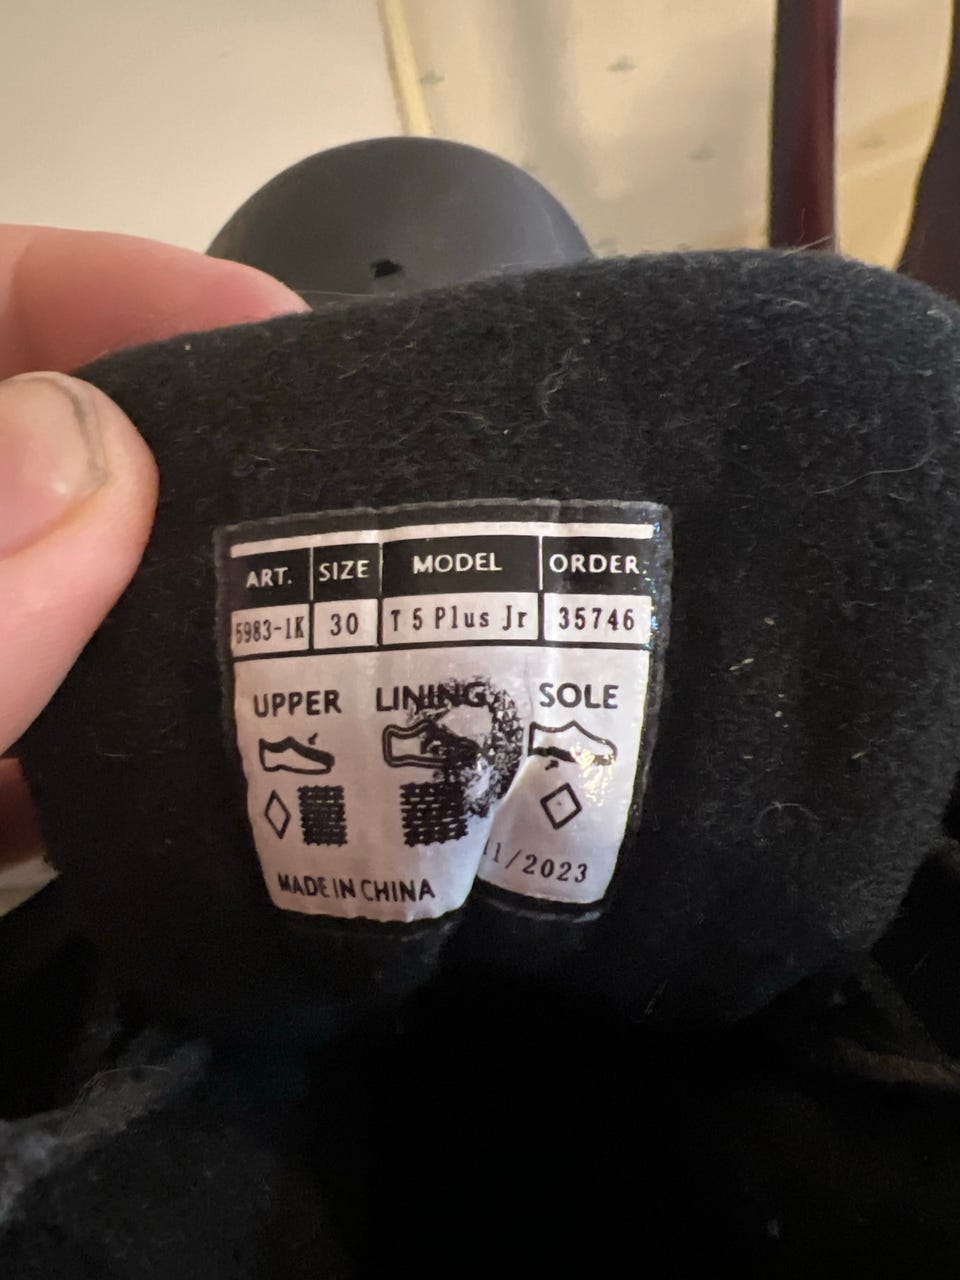 ART. SIZE MODEL ORDER:
5983-1K 30 T 5 Plus Jr 35746
UPPER LINING SOLE
11/2023
MADE IN CHINA